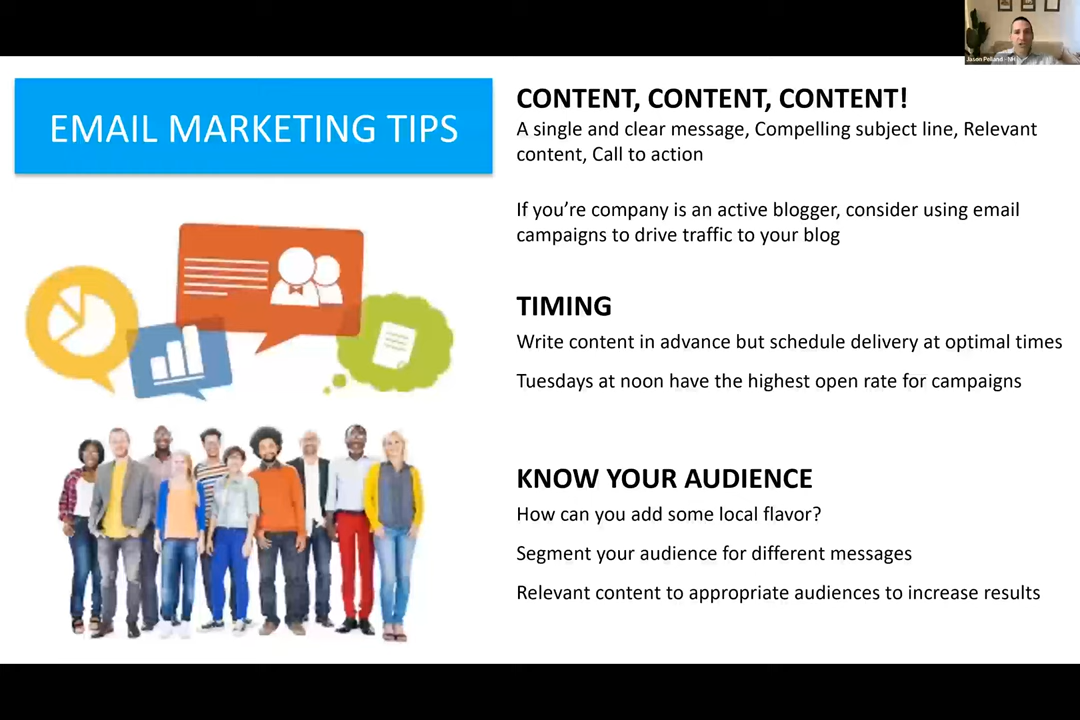 Jason Pelland - NH
EMAIL MARKETING TIPS
CONTENT, CONTENT, CONTENT!
A single and clear message, Compelling subject line, Relevant
content, Call to action
If you’re company is an active blogger, consider using email
campaigns to drive traffic to your blog
TIMING
Write content in advance but schedule delivery at optimal times
Tuesdays at noon have the highest open rate for campaigns
KNOW YOUR AUDIENCE
How can you add some local flavor?
Segment your audience for different messages
Relevant content to appropriate audiences to increase results